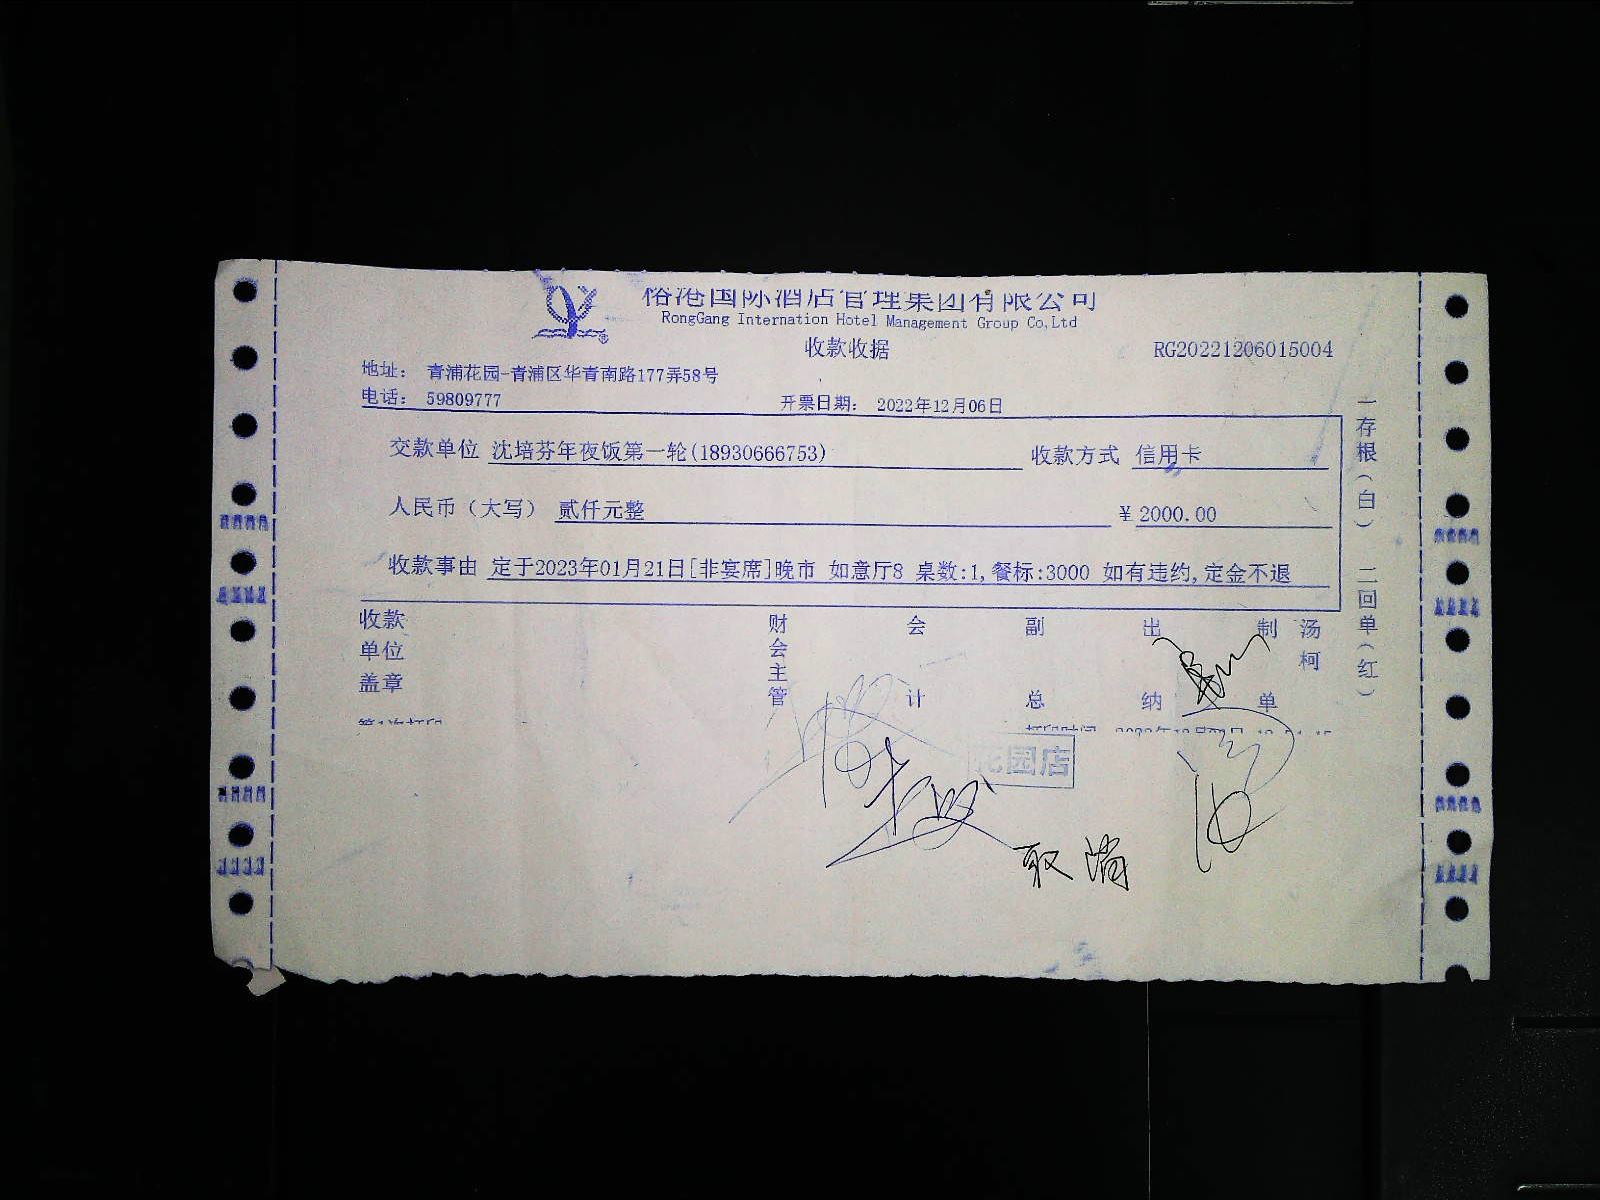 裕港国际酒店管理集团有限公司
RongGang Internation Hotel Management Group Co,Ltd
收款收据
RG20221206015004
地址： 青浦花园-青浦区华青南路177弄58号
电话： 59809777
开票日期： 2022年12月06日
交款单位 沈培芬年夜饭第一轮(18930666753)
收款方式 信用卡
人民币（大写） 贰仟元整
￥2000.00
收款事由 定于2023年01月21日[非宴席]晚市 如意厅8 桌数:1,餐标:3000 如有违约,定金不退
一存根（白） 二回单（红）
收款单位盖章
财会主管
会计
副总
出纳
制单
汤柯
花园店
取消